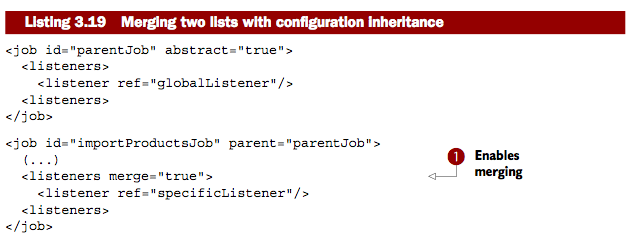 Listing 3.19 Merging two lists with configuration inheritance
<job id="parentJob" abstract="true">
  <listeners>
    <listener ref="globalListener"/>
  <listeners>
</job>
<job id="importProductsJob" parent="parentJob">
  (...)
  <listeners merge="true">
    <listener ref="specificListener"/>
  <listeners>
</job>
1 Enables
merging